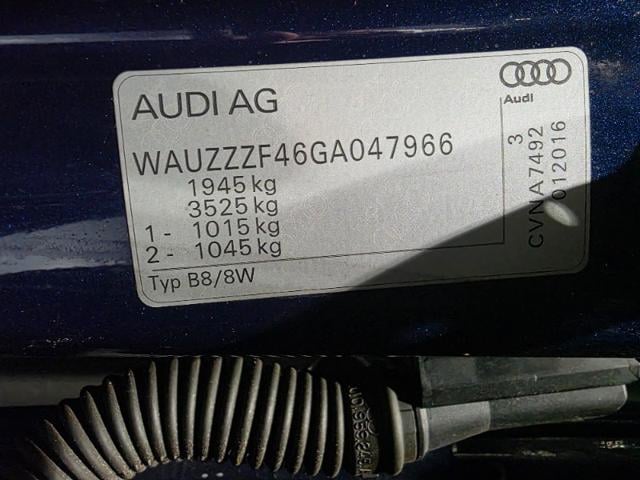 AUDI AG
Audi
WAUZZZF46GA047966
1945 kg
3525 kg
1 - 1015 kg
2 - 1045 kg
Typ B8/8W
3
CVNA7492
012016